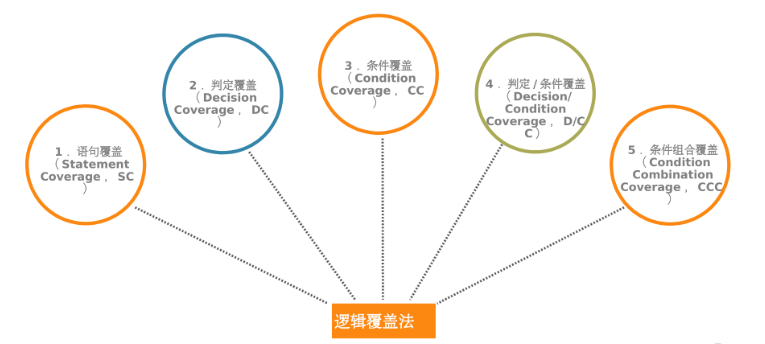 1．语句覆盖
（Statement
Coverage，SC
）
2．判定覆盖
（Decision
Coverage，DC
）
3．条件覆盖
（Condition
Coverage，CC
）
4．判定/条件覆盖
（Decision/
Condition
Coverage，D/C
C）
5．条件组合覆盖
（Condition
Combination
Coverage，CCC
）
逻辑覆盖法